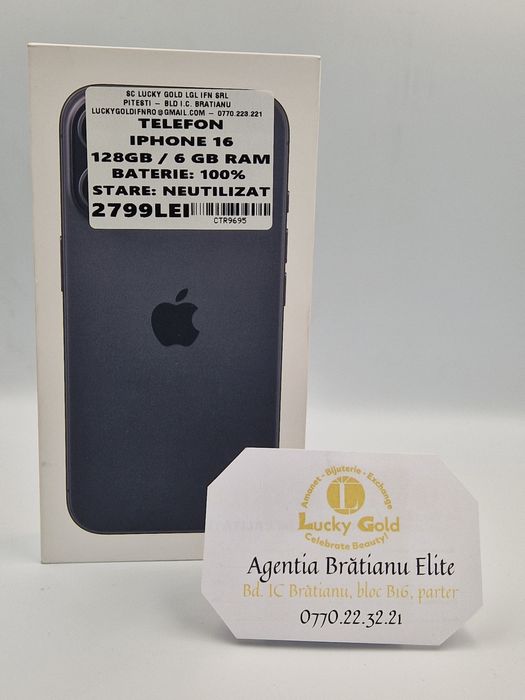 SC LUCKY GOLD LGL IFN SRL
PITESTI - BLD I.C. BRATIANU
LUCKYGOLDIFNRO@GMAIL.COM - 0770.223.221
TELEFON
IPHONE 16
128GB / 6 GB RAM
BATERIE: 100%
STARE: NEUTILIZAT
2799LEI
CTR9695
Amanet • Bijuterie • Exchange
Lucky Gold
Celebrate Beauty!
Agentia Brătianu Elite
Bd. IC Brătianu, bloc B16, parter
0770.22.32.21